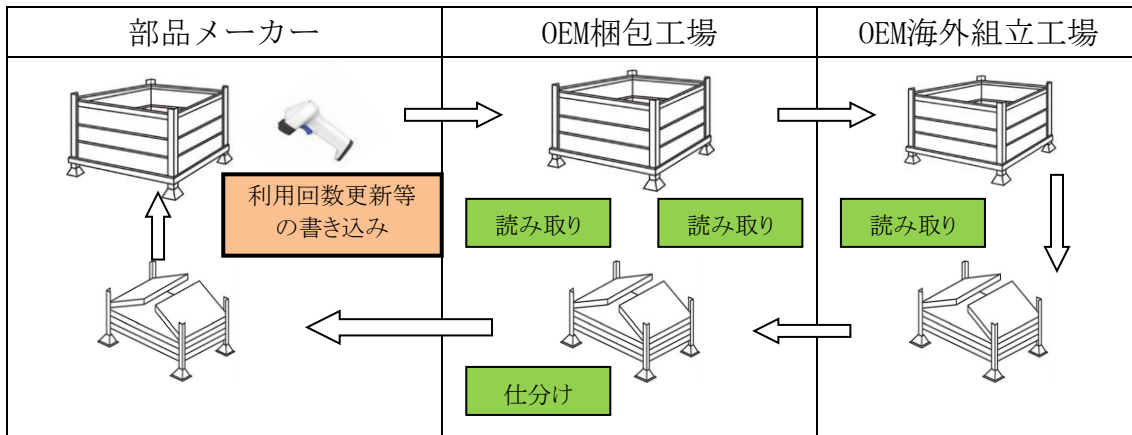 部品メーカー
OEM梱包工場
OEM海外組立工場
利用回数更新等
の書き込み
読み取り
読み取り
読み取り
仕分け